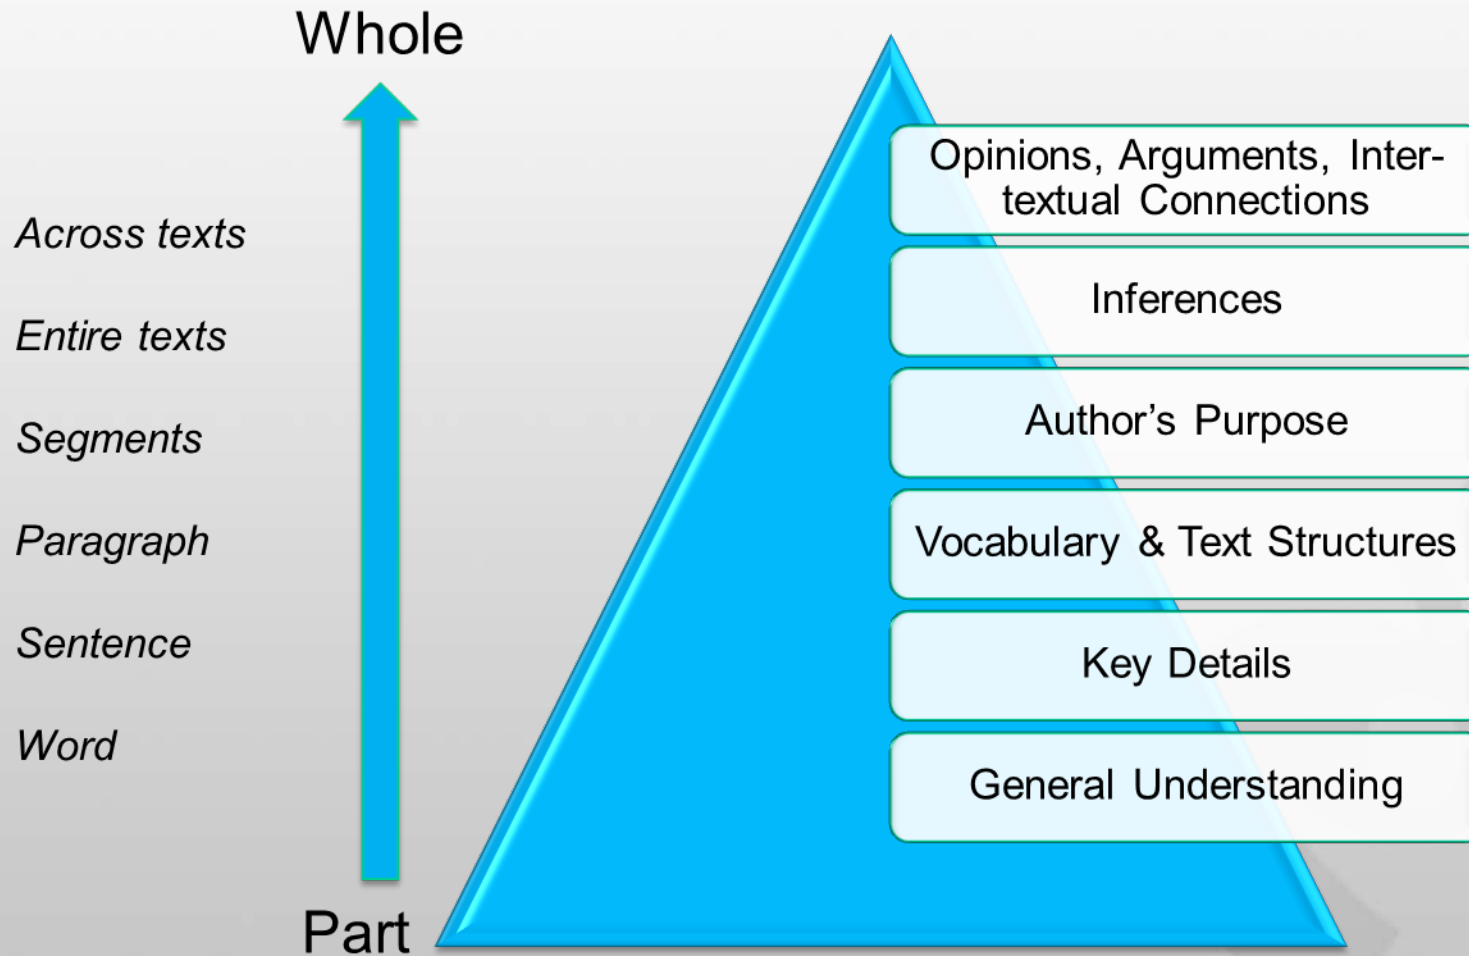 Whole
Across texts
Entire texts
Segments
Paragraph
Sentence
Word
Part
Opinions, Arguments, Inter-
textual Connections
Inferences
Author’s Purpose
Vocabulary & Text Structures
Key Details
General Understanding